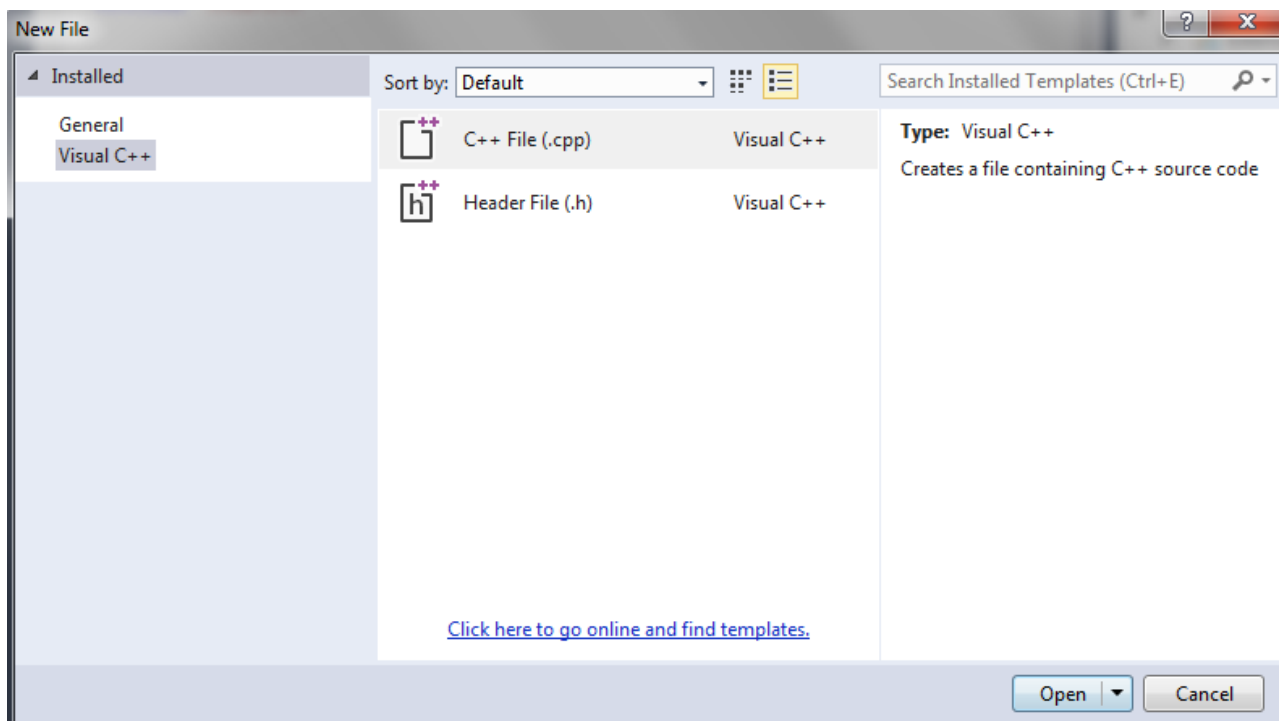 New File
Installed
General
Visual C++
Sort by: Default
C++ File (.cpp) Visual C++
Header File (.h) Visual C++
Click here to go online and find templates.
Search Installed Templates (Ctrl+E)
Type: Visual C++
Creates a file containing C++ source code
Open Cancel